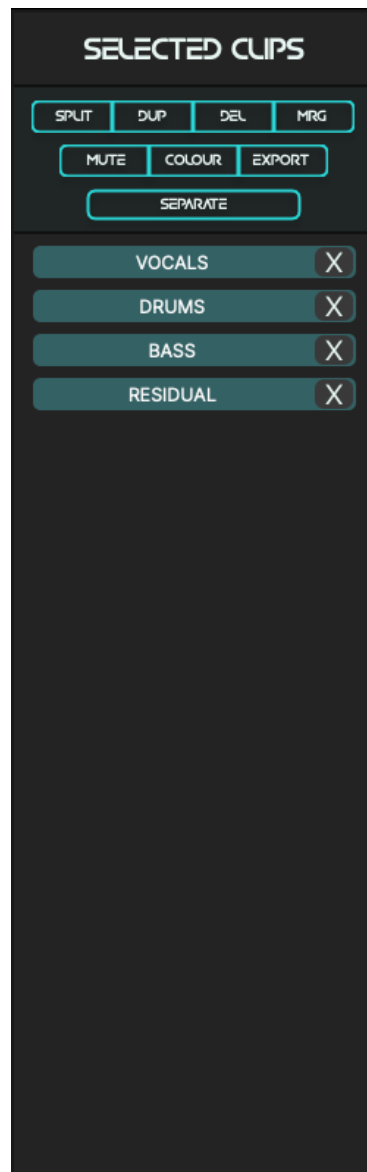 SELECTED CLIPS
SPLIT DUP DEL MRG
MUTE COLOUR EXPORT
SEPARATE
VOCALS X
DRUMS X
BASS X
RESIDUAL X